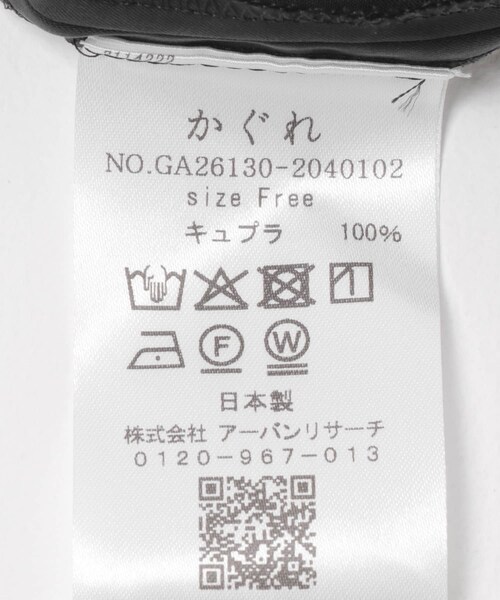 かぐれ
NO.GA26130-2040102
size Free
キュプラ 100%
F W
日本製
株式会社 アーバンリサーチ
0120-967-013